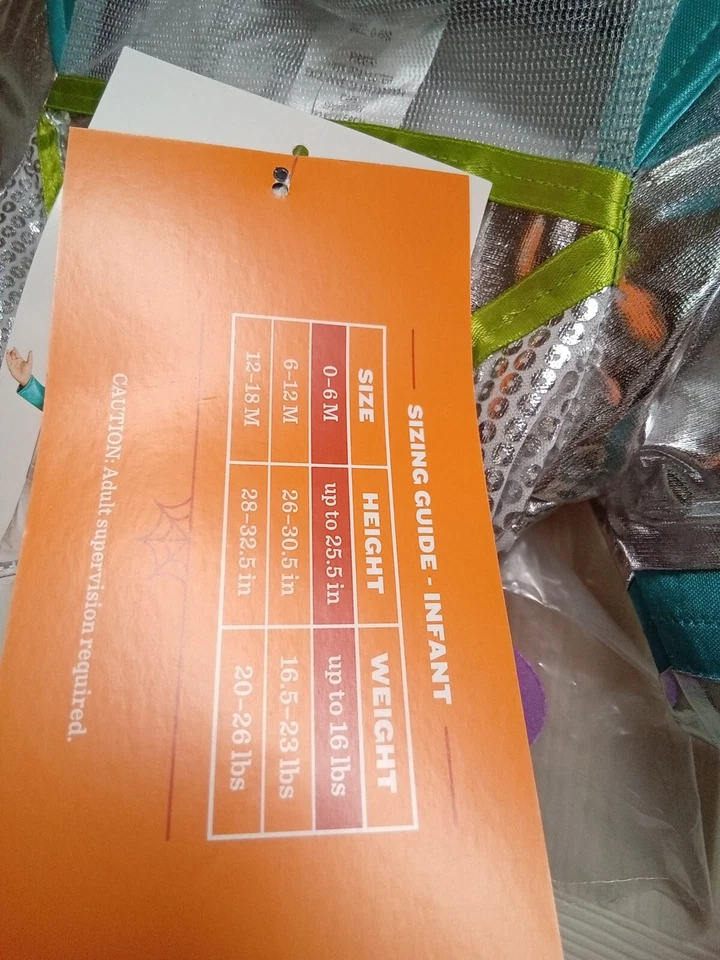 SIZING GUIDE - INFANT
SIZE HEIGHT WEIGHT
0-6 M up to 25.5 in up to 16 lbs
6-12 M 26-30.5 in 16.5-23 lbs
12-18 M 28-32.5 in 20-26 lbs
CAUTION: Adult supervision required.